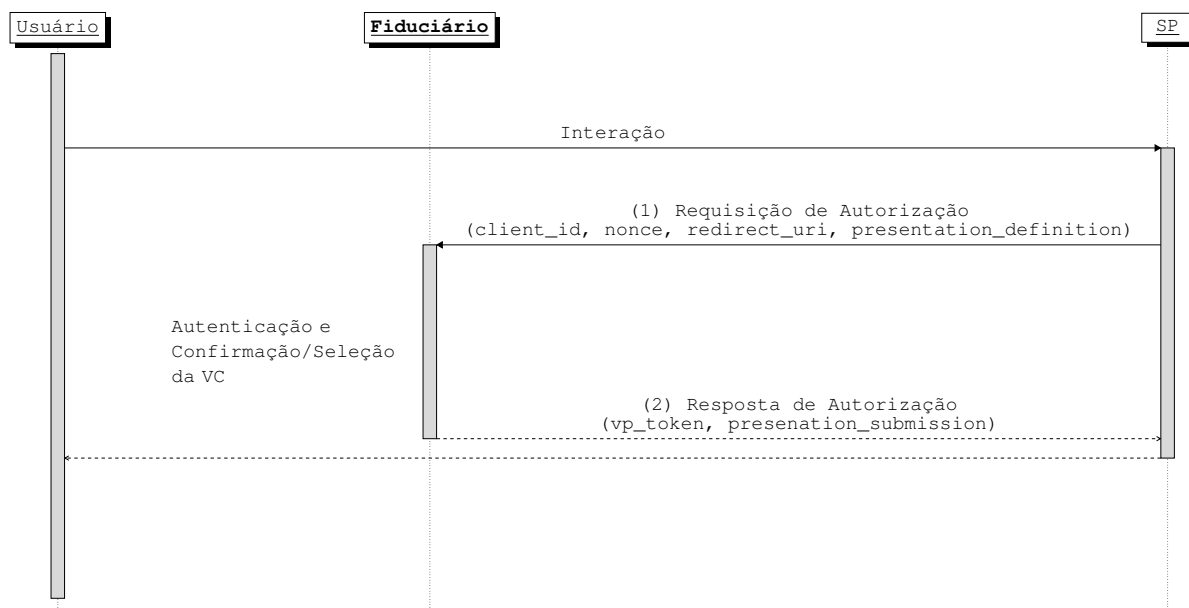 Usuário
Fiduciário
SP
Interação
(1) Requisição de Autorização
(client_id, nonce, redirect_uri, presentation_definition)
Autenticação e
Confirmação/Seleção
da VC
(2) Resposta de Autorização
(vp_token, presenation_submission)